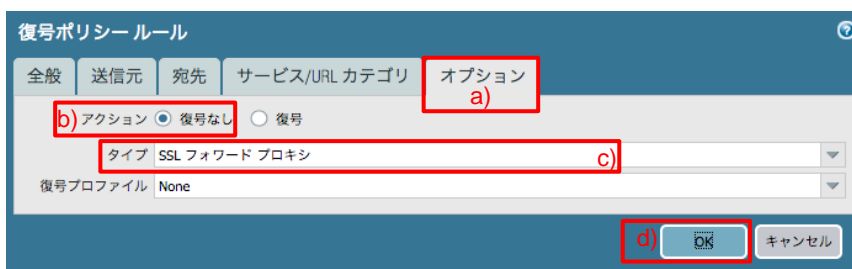 復号ポリシー ルール
全般 送信元 宛先 サービス/URL カテゴリ オプション
a)
b) アクション 復号なし 復号
タイプ SSL フォワード プロキシ c)
復号プロファイル None
d) OK キャンセル